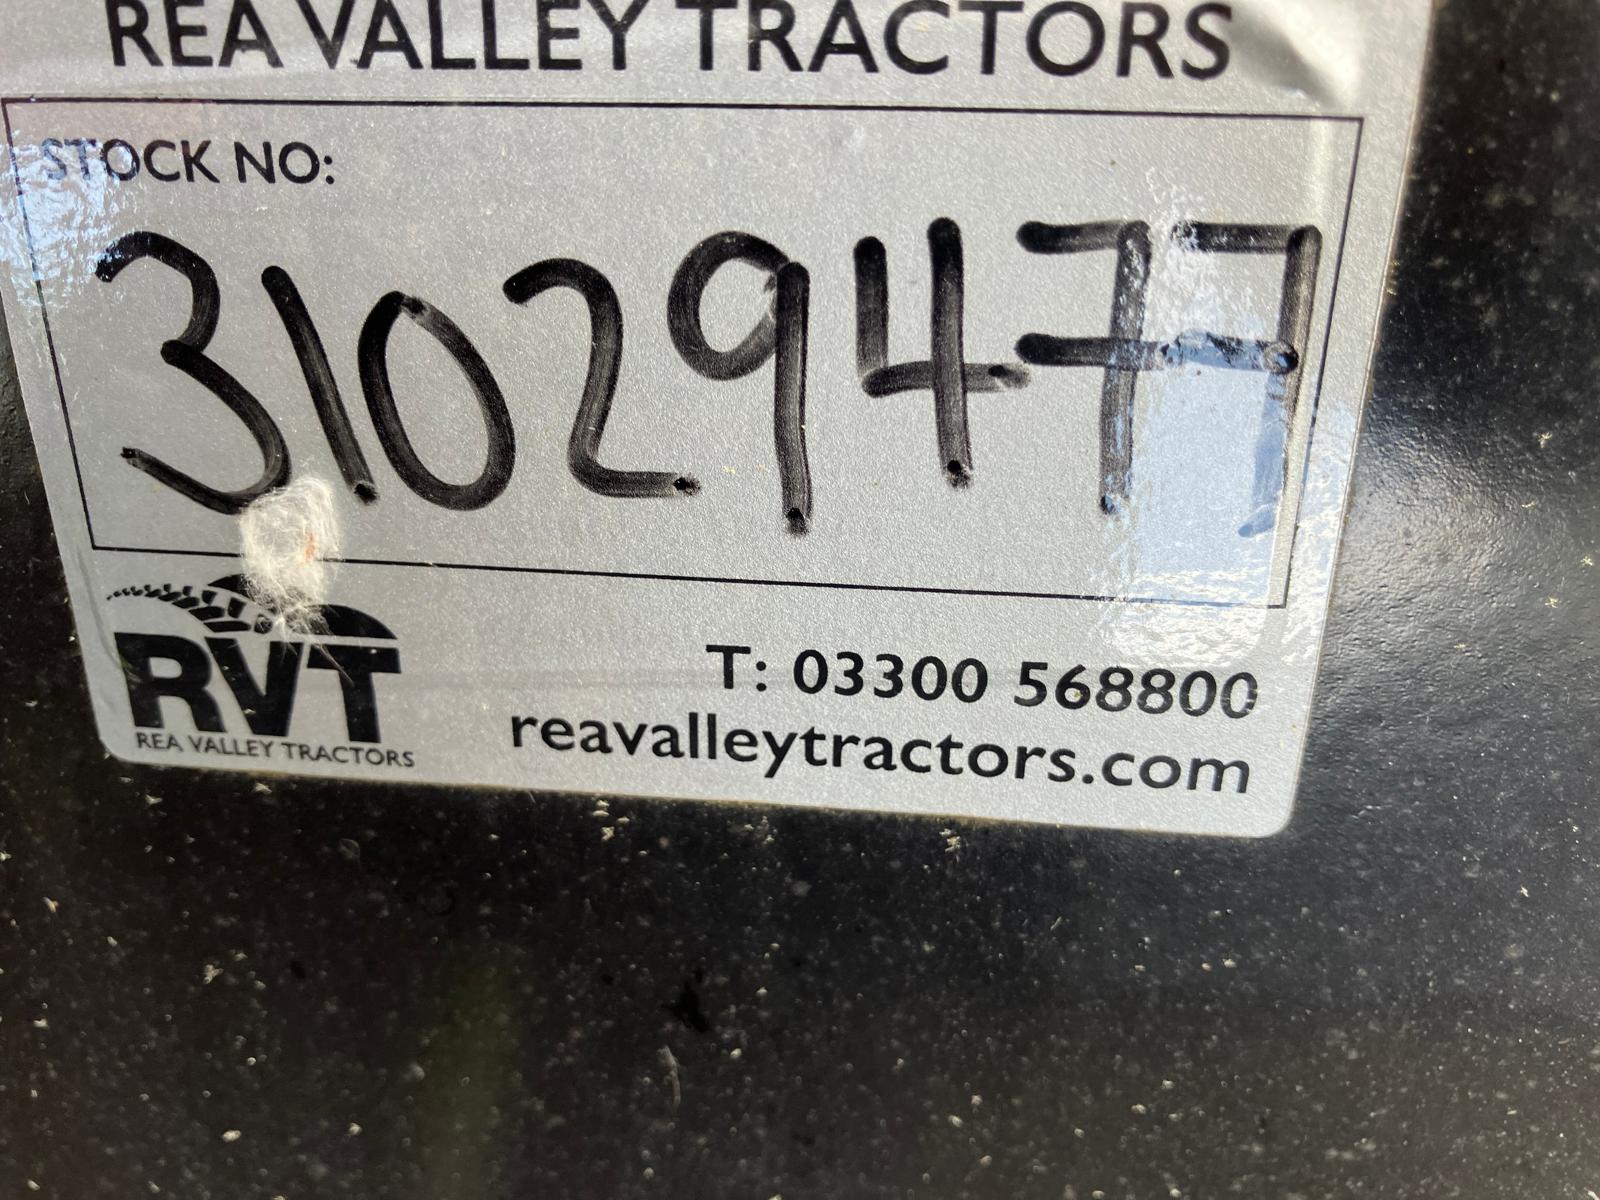 REA VALLEY TRACTORS
STOCK NO:
31029477
RVT
REA VALLEY TRACTORS
T: 03300 568800
reavalleytractors.com